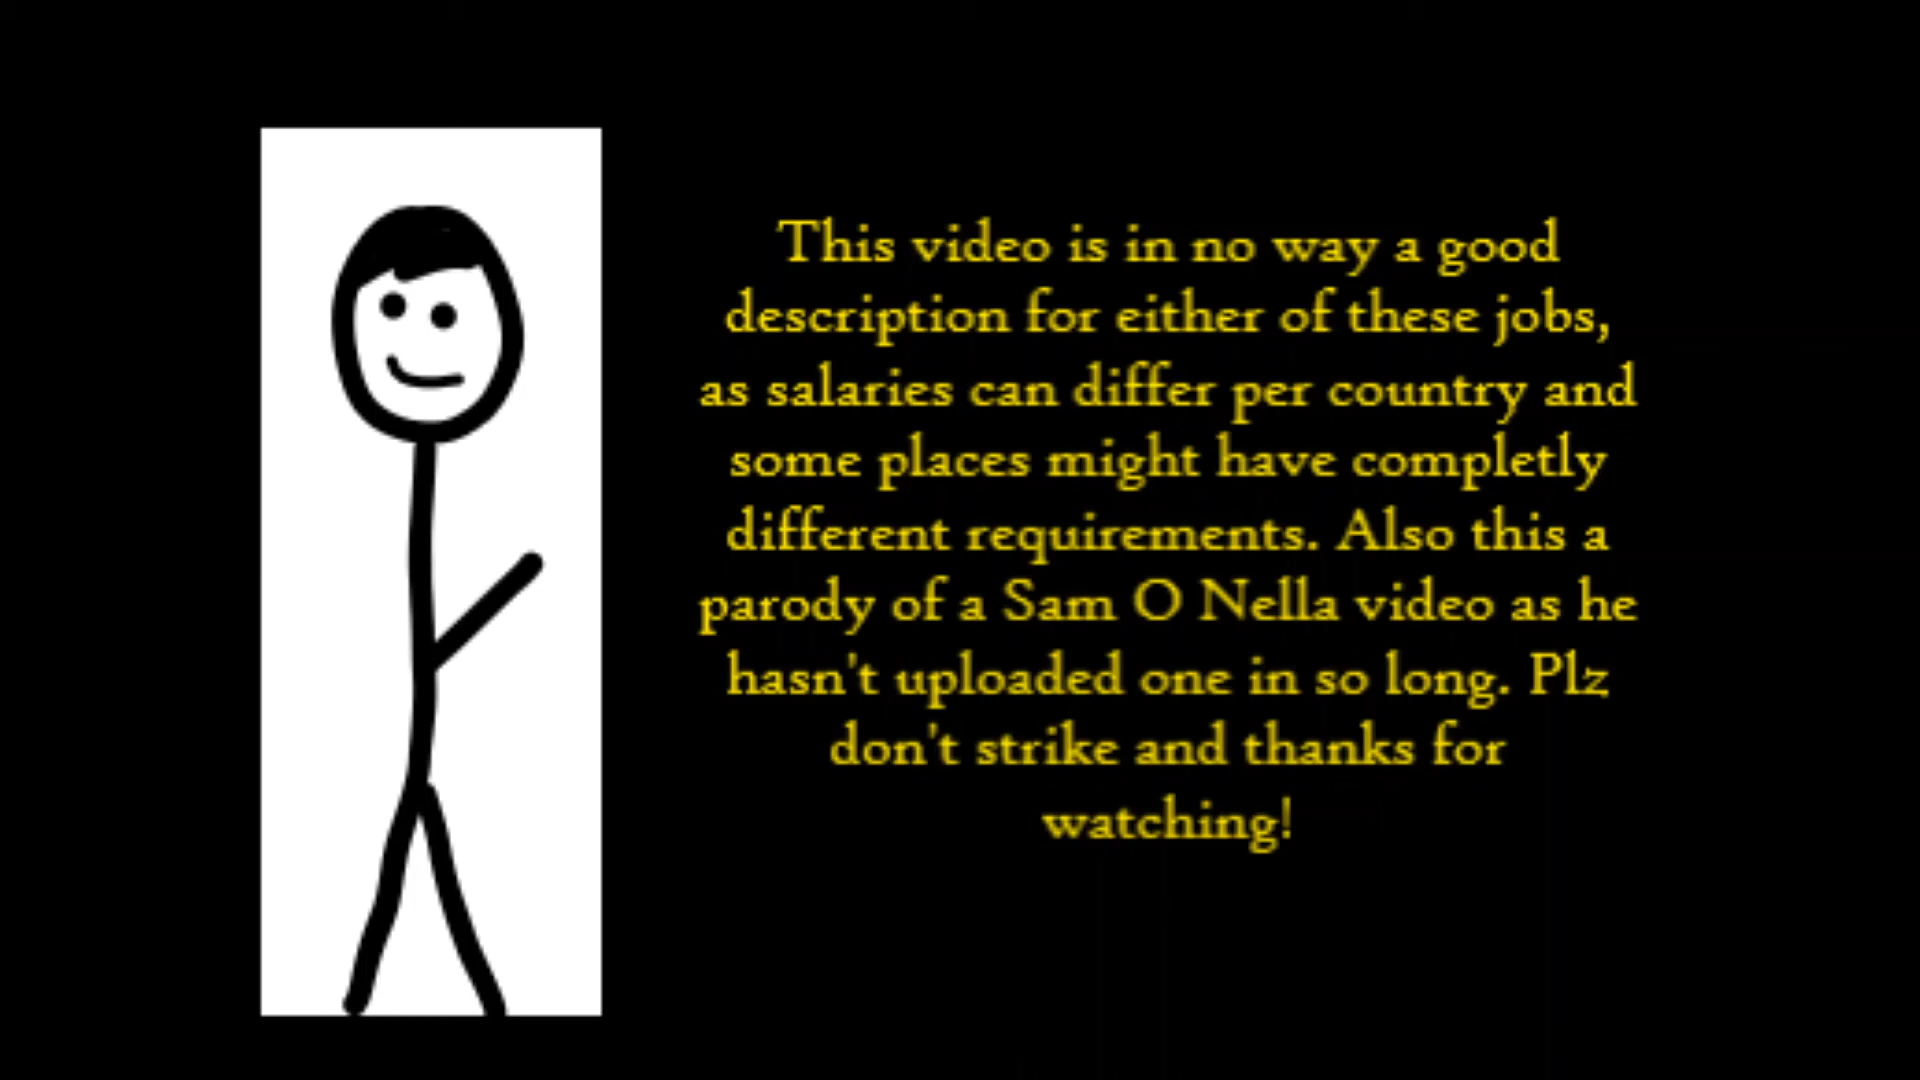 This video is in no way a good
description for either of these jobs,
as salaries can differ per country and
some places might have completly
different requirements. Also this a
parody of a Sam O Nella video as he
hasn't uploaded one in so long. Plz
don't strike and thanks for
watching!